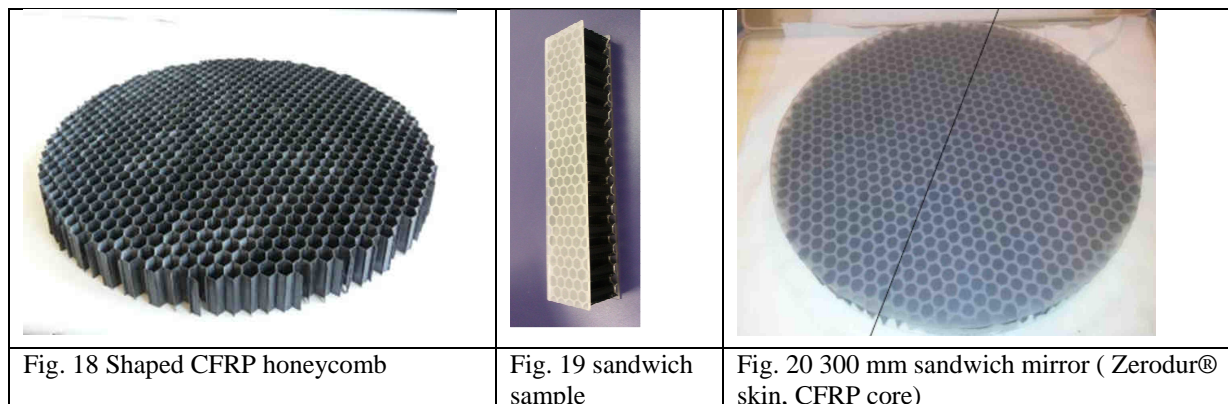 Fig. 18 Shaped CFRP honeycomb
Fig. 19 sandwich
sample
Fig. 20 300 mm sandwich mirror ( Zerodur®
skin, CFRP core)